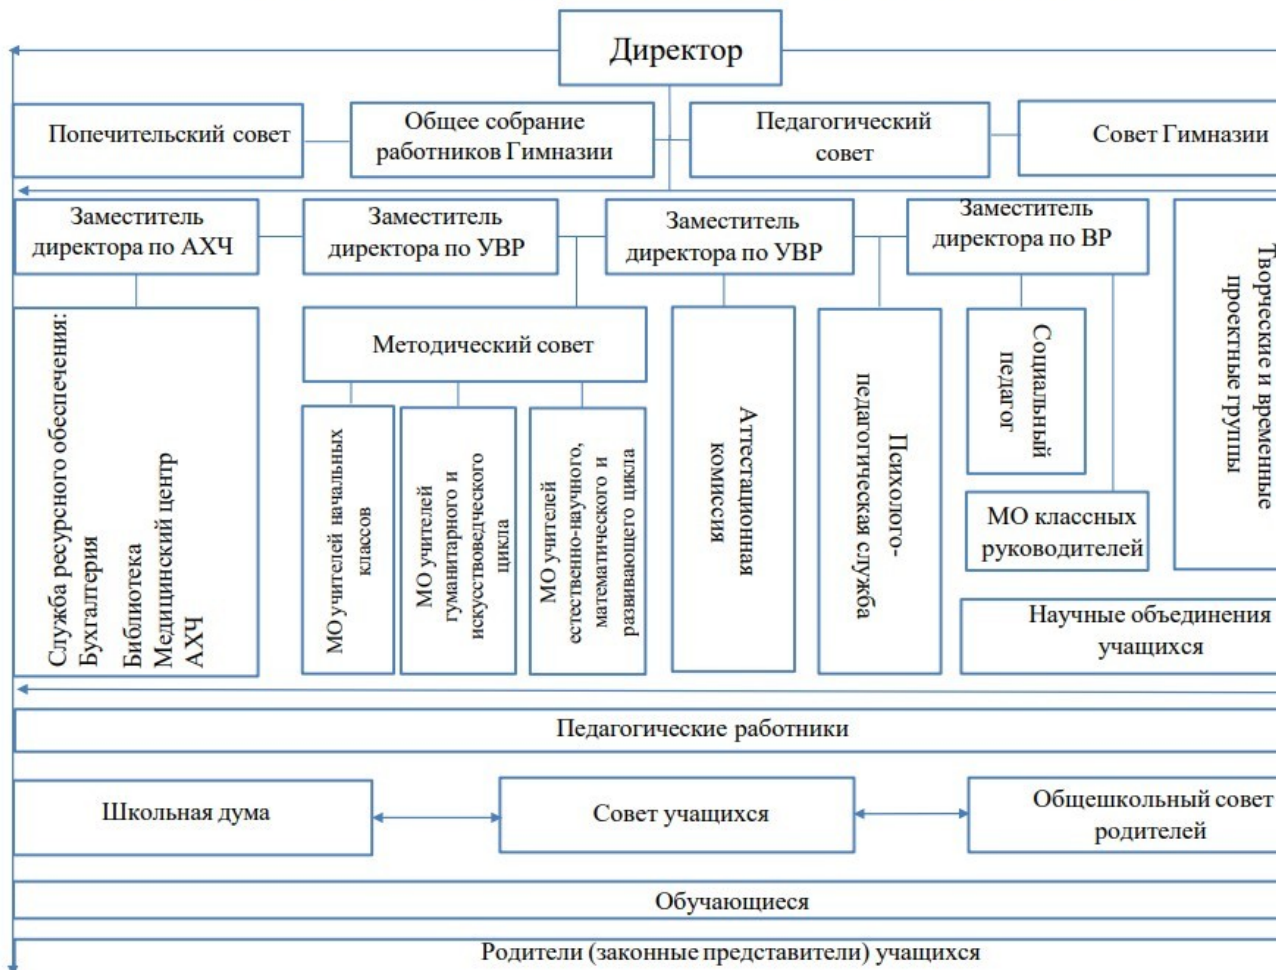 Директор
Попечительский совет
Общее собрание
работников Гимназии
Педагогический
совет
Совет Гимназии
Заместитель
директора по АХЧ
Заместитель
директора по УВР
Заместитель
директора по УВР
Заместитель
директора по ВР
Творческие и временные
проектные группы
Служба ресурсного обеспечения:
Бухгалтерия
Библиотека
Медицинский центр
АХЧ
Методический совет
МО учителей начальных
классов
МО учителей
гуманитарного и
искусствоведческого
цикла
МО учителей
естественно-научного,
математического и
развивающего цикла
Аттестационная
комиссия
Психолого-
педагогическая служба
Социальный
педагог
МО классных
руководителей
Научные объединения
учащихся
Педагогические работники
Школьная дума
Совет учащихся
Общешкольный совет
родителей
Обучающиеся
Родители (законные представители) учащихся